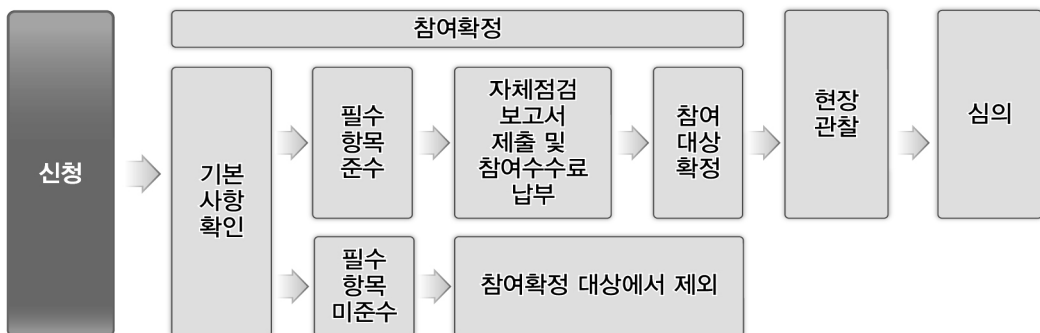 신청
참여확정
기본
사항
확인
필수
항목
준수
자체점검
보고서
제출 및
참여수수료
납부
참여
대상
확정
필수
항목
미준수
참여확정 대상에서 제외
현장
관찰
심의